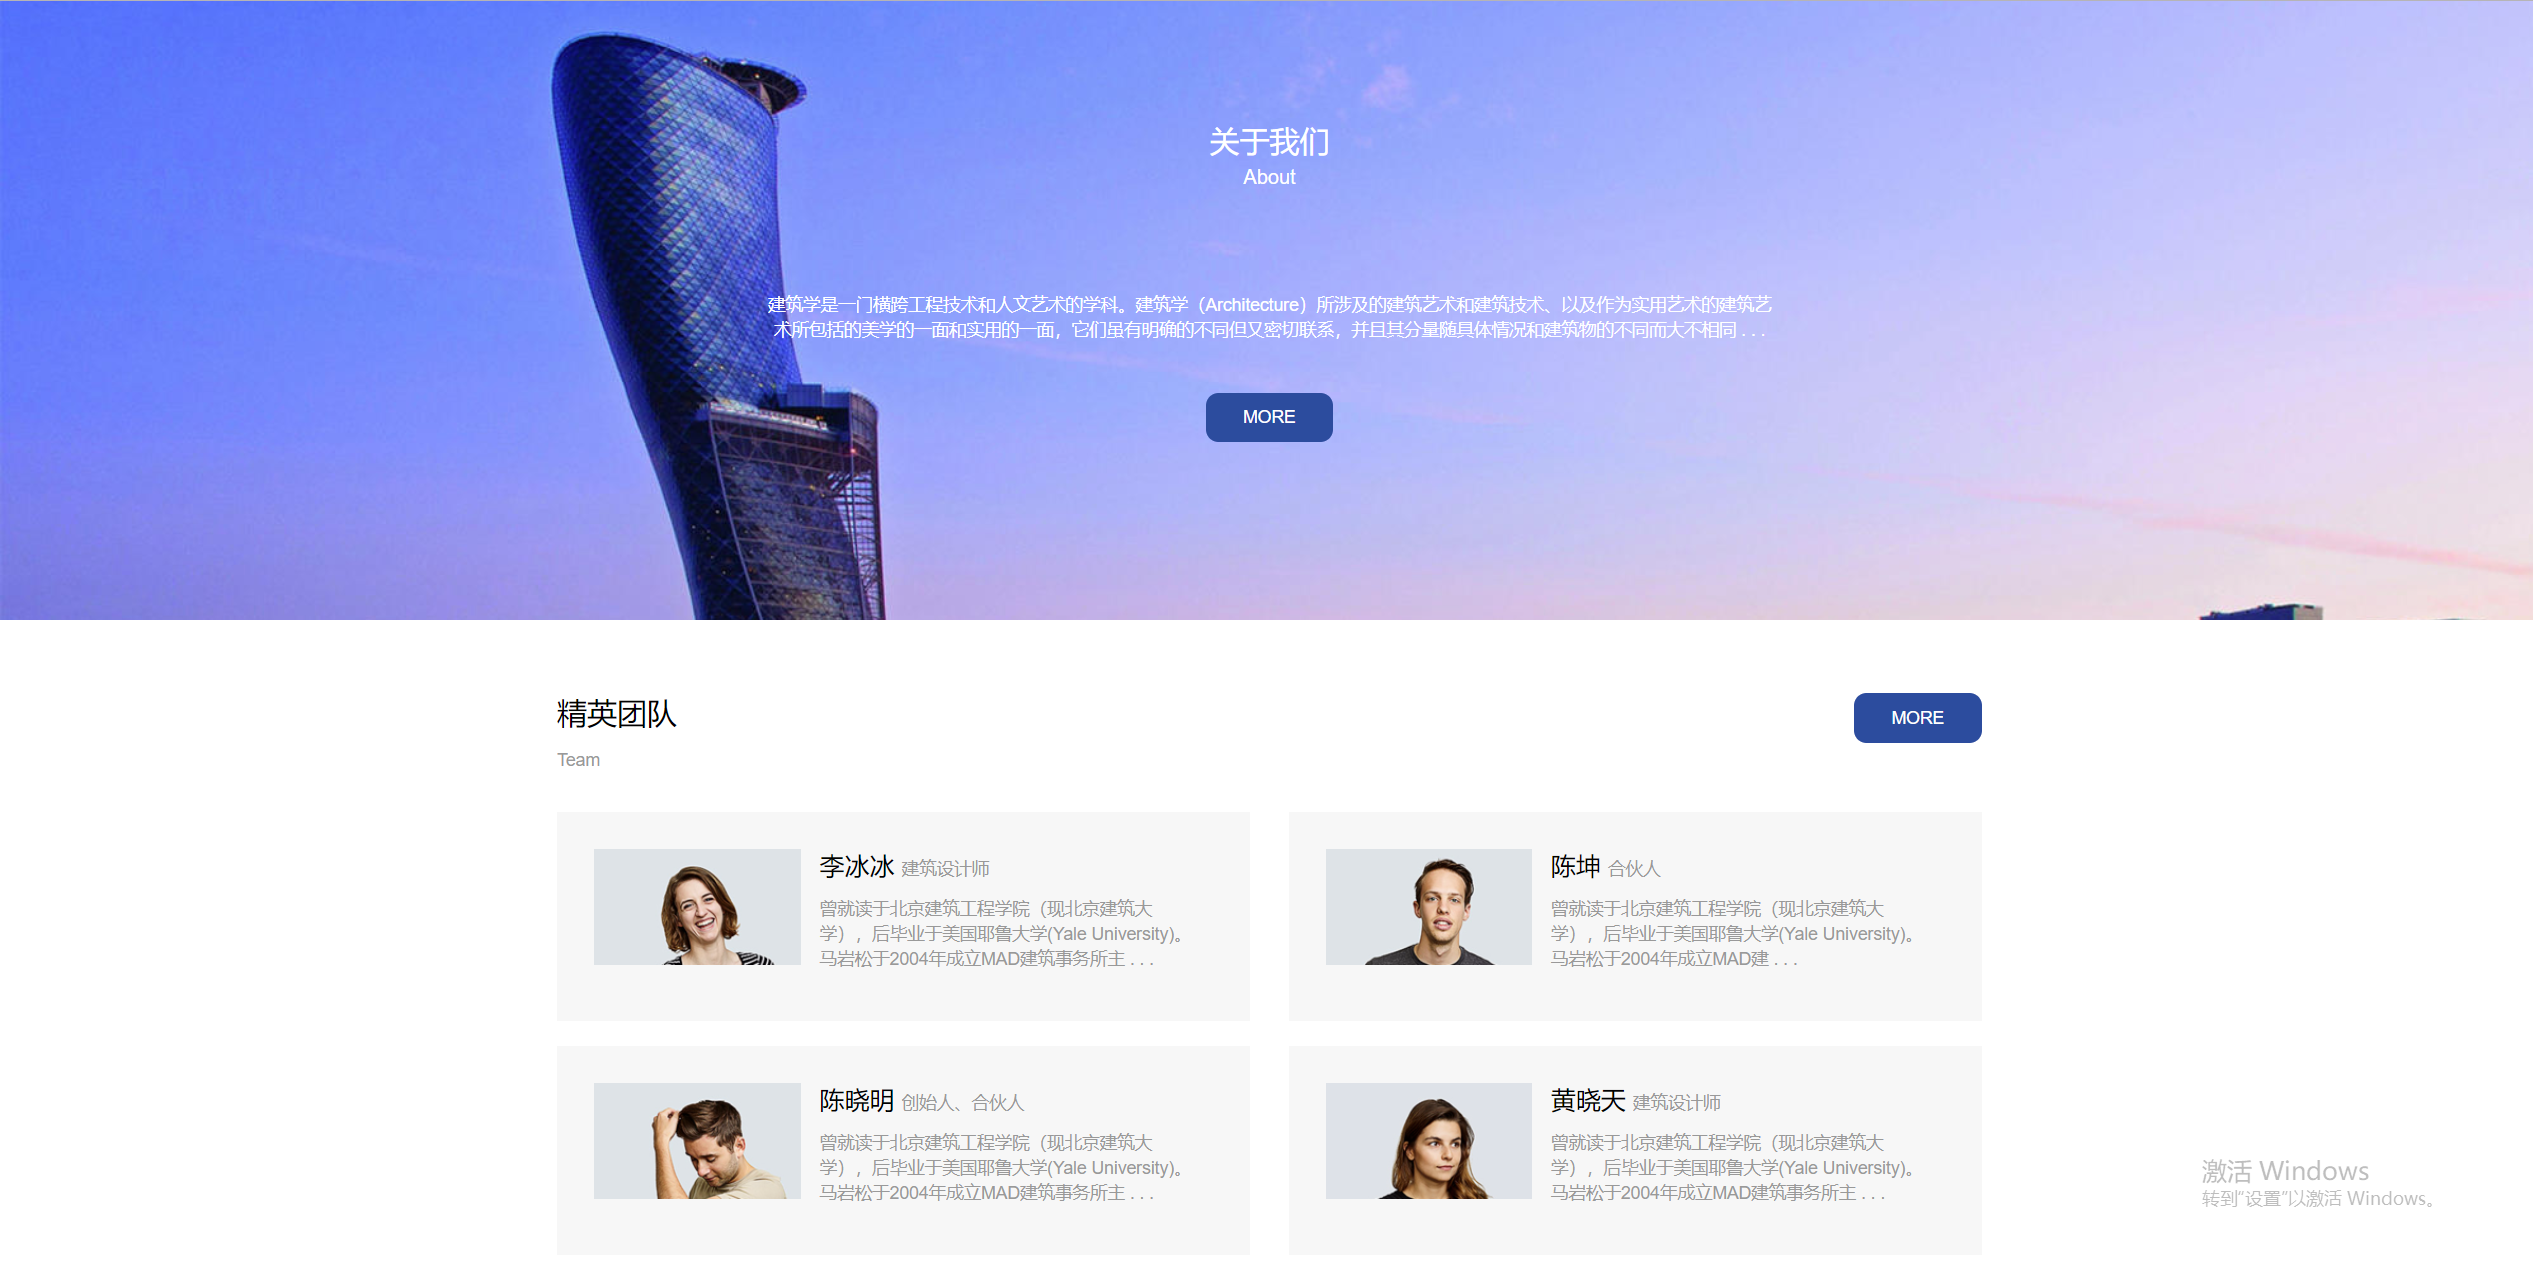 关于我们
About
建筑学是一门横跨工程技术和人文艺术的学科。建筑学（Architecture）所涉及的建筑艺术和建筑技术、以及作为实用艺术的建筑艺
术所包括的美学的一面和实用的一面，它们虽有明确的不同但又密切联系，并且其分量随具体情况和建筑物的不同而大不相同 . . .
MORE
精英团队
MORE
Team
李冰冰 建筑设计师
曾就读于北京建筑工程学院（现北京建筑大
学），后毕业于美国耶鲁大学(Yale University)。
马岩松于2004年成立MAD建筑事务所主 . . .
陈坤 合伙人
曾就读于北京建筑工程学院（现北京建筑大
学），后毕业于美国耶鲁大学(Yale University)。
马岩松于2004年成立MAD建 . . .
陈晓明 创始人、合伙人
曾就读于北京建筑工程学院（现北京建筑大
学），后毕业于美国耶鲁大学(Yale University)。
马岩松于2004年成立MAD建筑事务所主 . . .
黄晓天 建筑设计师
曾就读于北京建筑工程学院（现北京建筑大
学），后毕业于美国耶鲁大学(Yale University)。
马岩松于2004年成立MAD建筑事务所主 . . .
激活 Windows
转到“设置”以激活 Windows。